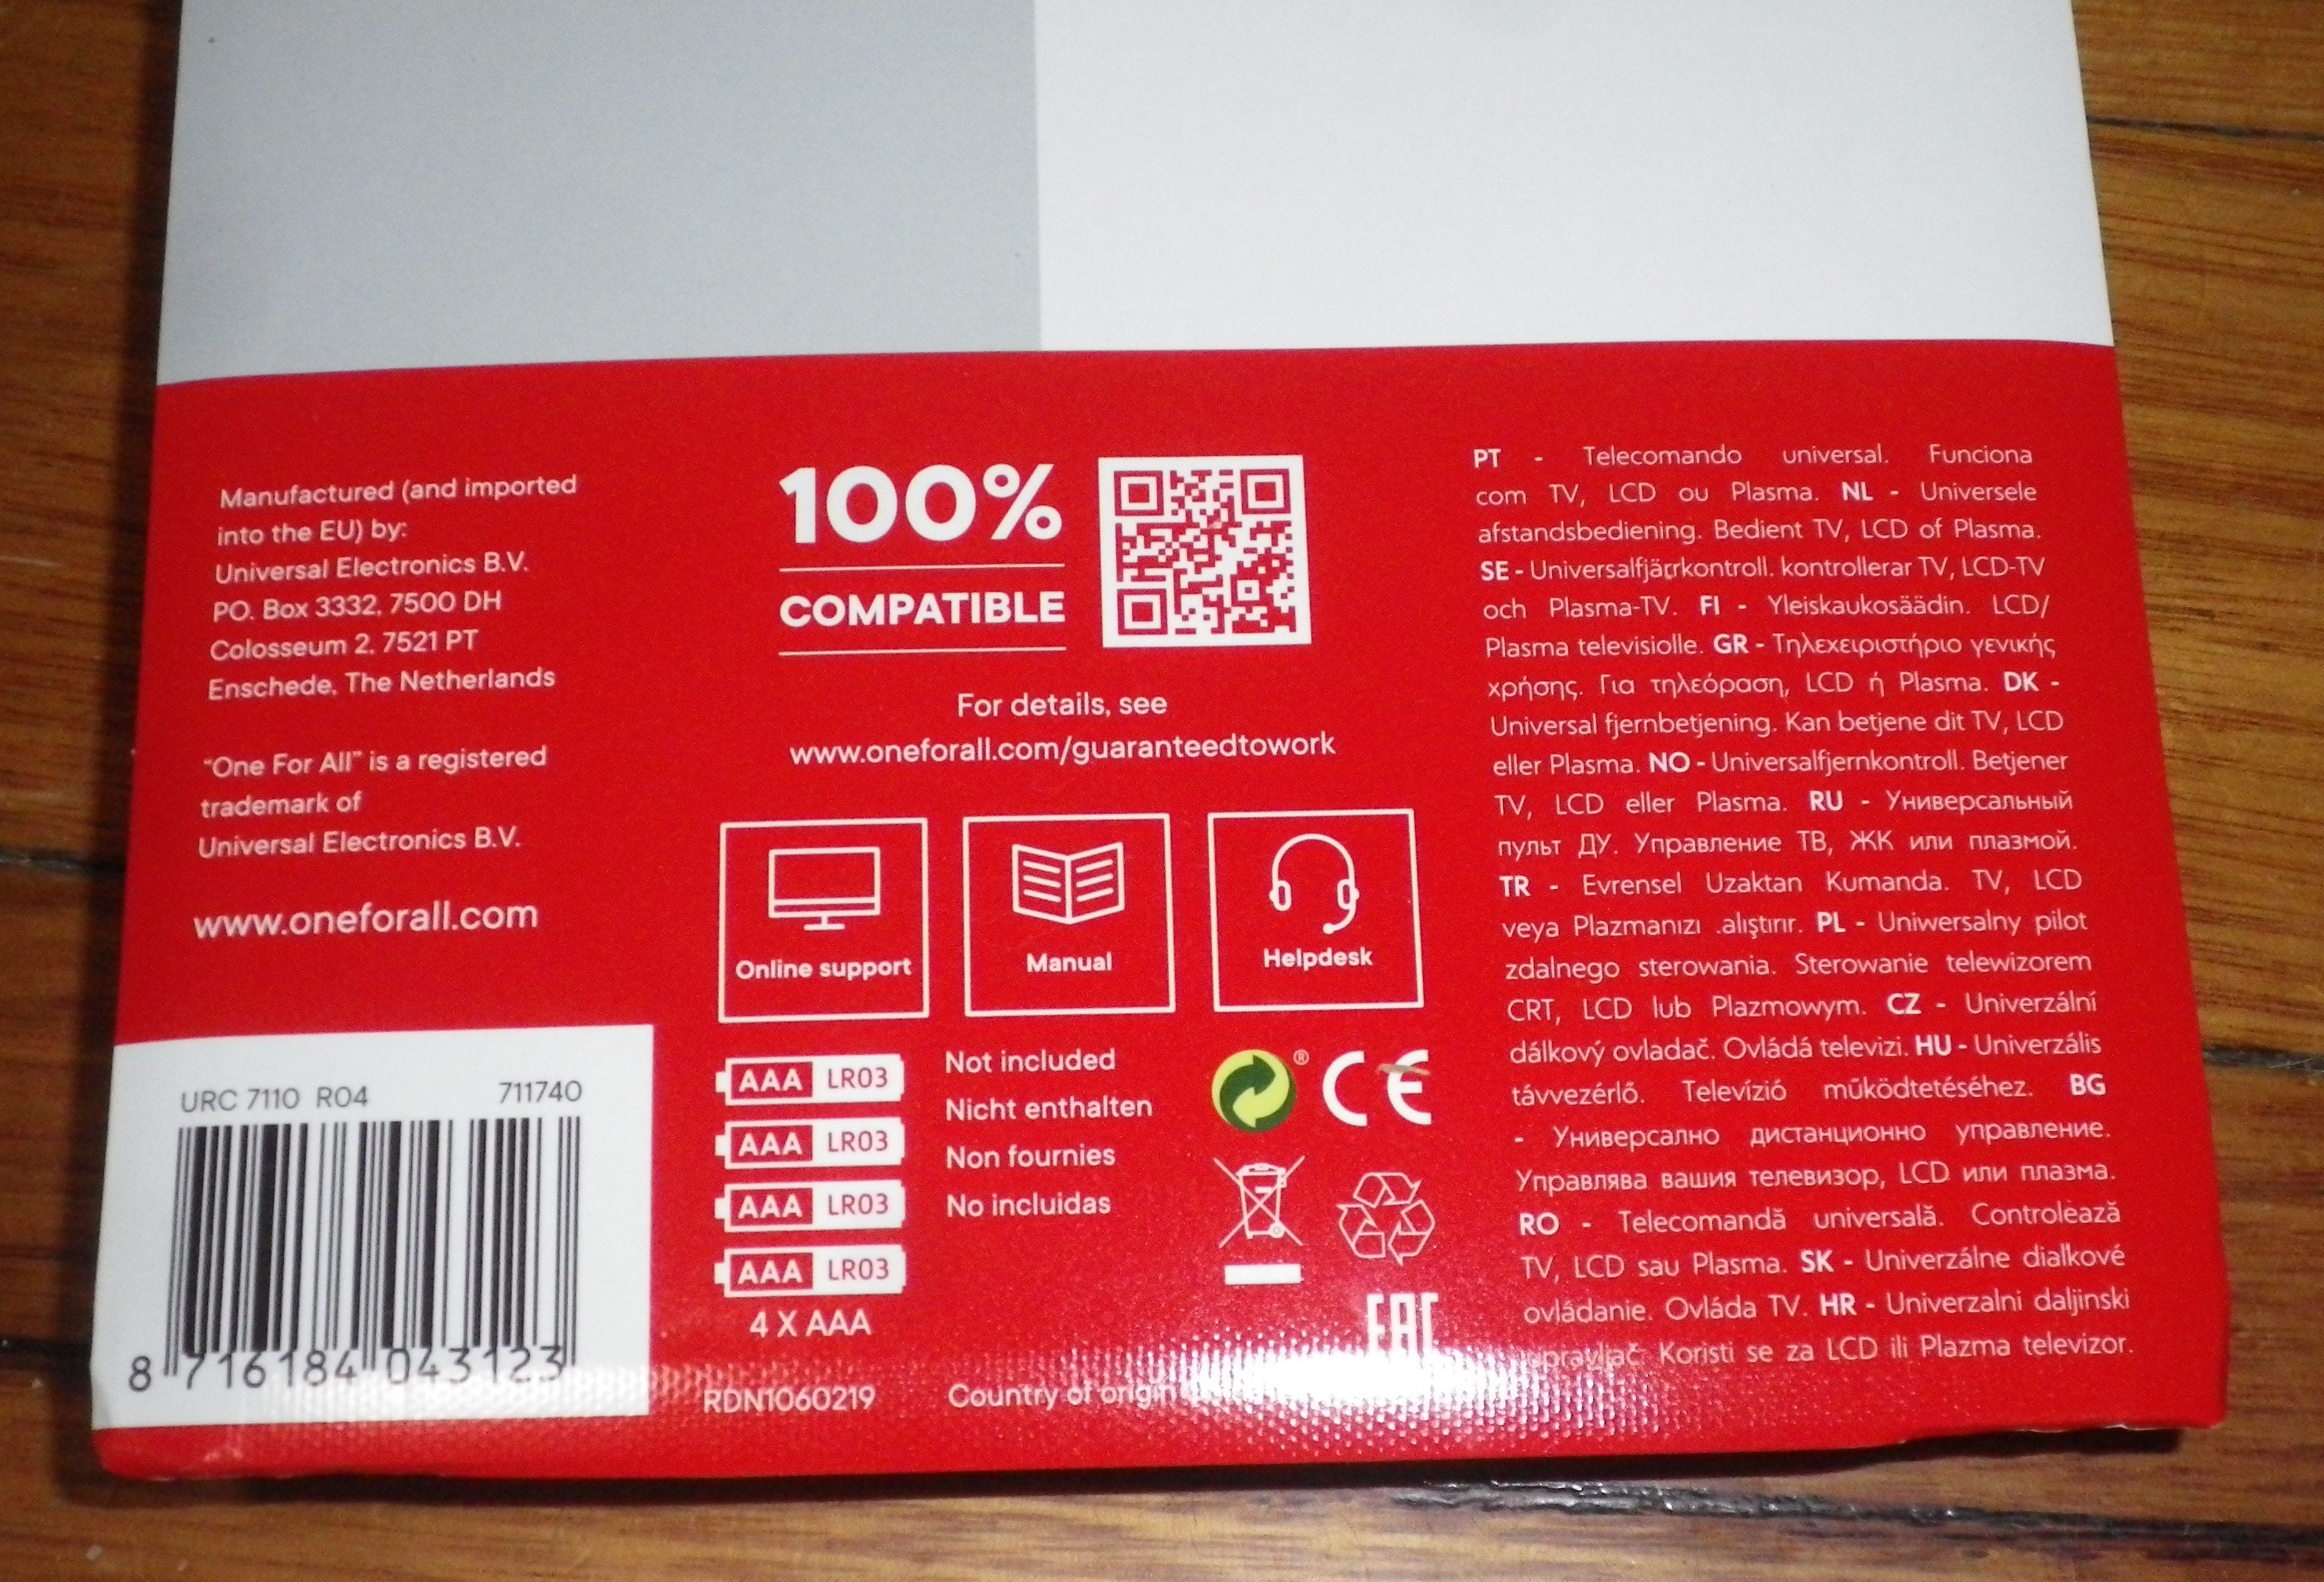 Manufactured (and imported
into the EU) by:
Universal Electronics B.V.
PO. Box 3332, 7500 DH
Colosseum 2, 7521 PT
Enschede, The Netherlands
"One For All" is a registered
trademark of
Universal Electronics B.V.
www.oneforall.com
URC 7110 R04 711740
8 716184 043123
100%
COMPATIBLE
For details, see
www.oneforall.com/guaranteedtowork
Online support
Manual
Helpdesk
AAA LR03
AAA LR03
AAA LR03
AAA LR03
4 X AAA
Not included
Nicht enthalten
Non fournies
No incluidas
®
CE
EAC
RDN1060219
Country of origin
PT - Telecomando universal. Funciona
com TV, LCD ou Plasma. NL - Universele
afstandsbediening. Bedient TV, LCD of Plasma.
SE - Universalfjärrkontroll. kontrollerar TV, LCD-TV
och Plasma-TV. FI - Yleiskaukosäädin. LCD/
Plasma televisiolle. GR - Τηλεχειριστήριο γενικής
χρήσης. Για τηλεόραση, LCD ή Plasma. DK -
Universal fjernbetjening. Kan betjene dit TV, LCD
eller Plasma. NO - Universalfjernkontroll. Betjener
TV, LCD eller Plasma. RU - Универсальный
пульт ДУ. Управление ТВ, ЖК или плазмой.
TR - Evrensel Uzaktan Kumanda. TV, LCD
veya Plazmanızı .alıştırır. PL - Uniwersalny pilot
zdalnego sterowania. Sterowanie telewizorem
CRT, LCD lub Plazmowym. CZ - Univerzální
dálkový ovladač. Ovládá televizi. HU - Univerzális
távvezérlő. Televízió működtetéséhez. BG
- Универсално дистанционно управление.
Управлява вашия телевизор, LCD или плазма.
RO - Telecomandă universală. Controlează
TV, LCD sau Plasma. SK - Univerzálne dialkové
ovládanie. Ovláda TV. HR - Univerzalni daljinski
upravljač. Koristi se za LCD ili Plazma televizor.